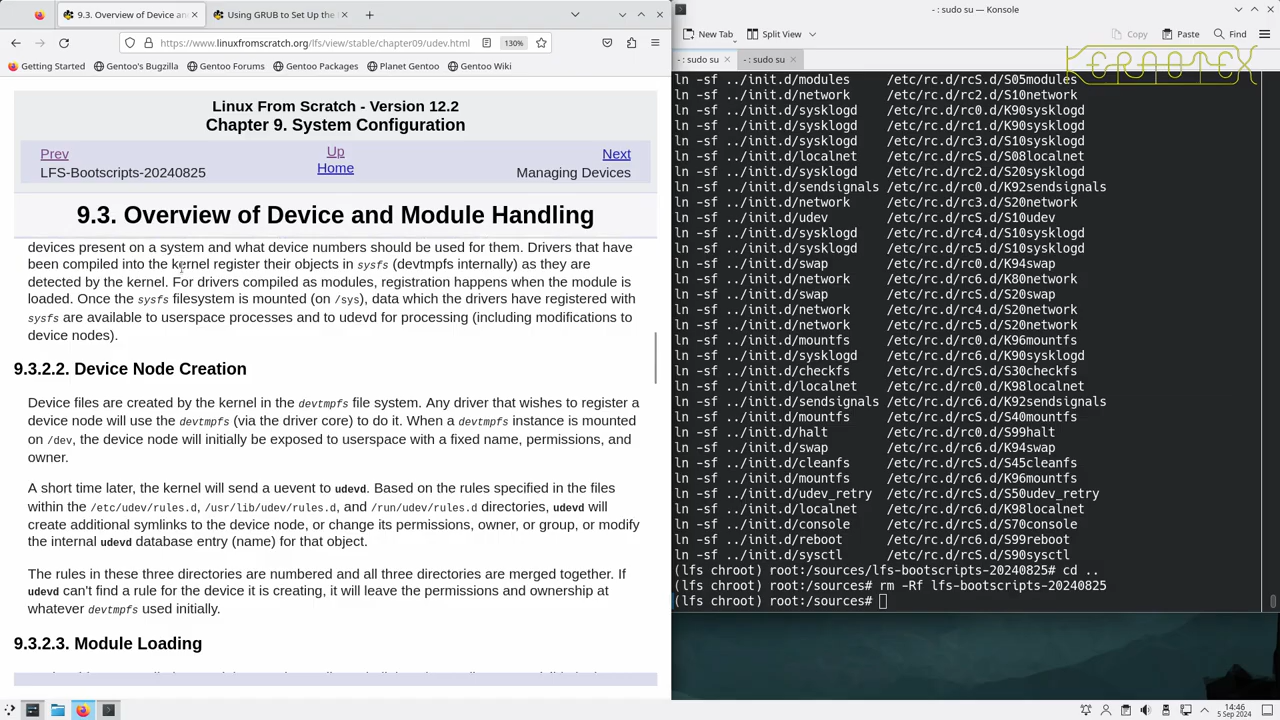 9.3. Overview of Device an
Using GRUB to Set Up the
https://www.linuxfromscratch.org/lfs/view/stable/chapter09/udev.html
130%
Getting Started
Gentoo's Bugzilla
Gentoo Forums
Gentoo Packages
Planet Gentoo
Gentoo Wiki
Linux From Scratch - Version 12.2
Chapter 9. System Configuration
Prev
Up
Next
LFS-Bootscripts-20240825
Home
Managing Devices
9.3. Overview of Device and Module Handling
devices present on a system and what device numbers should be used for them. Drivers that have
been compiled into the kernel register their objects in sysfs (devtmpfs internally) as they are
detected by the kernel. For drivers compiled as modules, registration happens when the module is
loaded. Once the sysfs filesystem is mounted (on /sys), data which the drivers have registered with
sysfs are available to userspace processes and to udevd for processing (including modifications to
device nodes).
9.3.2.2. Device Node Creation
Device files are created by the kernel in the devtmpfs file system. Any driver that wishes to register a
device node will use the devtmpfs (via the driver core) to do it. When a devtmpfs instance is mounted
on /dev, the device node will initially be exposed to userspace with a fixed name, permissions, and
owner.
A short time later, the kernel will send a uevent to udevd. Based on the rules specified in the files
within the /etc/udev/rules.d, /usr/lib/udev/rules.d, and /run/udev/rules.d directories, udevd will
create additional symlinks to the device node, or change its permissions, owner, or group, or modify
the internal udevd database entry (name) for that object.
The rules in these three directories are numbered and all three directories are merged together. If
udevd can't find a rule for the device it is creating, it will leave the permissions and ownership at
whatever devtmpfs used initially.
9.3.2.3. Module Loading
- : sudo su — Konsole
New Tab
Split View
Copy
Paste
Find
- : sudo su
- : sudo su
KERNOTEX
ln -sf ../init.d/modules /etc/rc.d/rcS.d/S05modules
ln -sf ../init.d/network /etc/rc.d/rc2.d/S10network
ln -sf ../init.d/sysklogd /etc/rc.d/rc0.d/K90sysklogd
ln -sf ../init.d/sysklogd /etc/rc.d/rc1.d/K90sysklogd
ln -sf ../init.d/sysklogd /etc/rc.d/rc3.d/S10sysklogd
ln -sf ../init.d/localnet /etc/rc.d/rcS.d/S08localnet
ln -sf ../init.d/sysklogd /etc/rc.d/rc2.d/S20sysklogd
ln -sf ../init.d/sendsignals /etc/rc.d/rc0.d/K92sendsignals
ln -sf ../init.d/network /etc/rc.d/rc3.d/S20network
ln -sf ../init.d/udev /etc/rc.d/rcS.d/S10udev
ln -sf ../init.d/sysklogd /etc/rc.d/rc4.d/S10sysklogd
ln -sf ../init.d/sysklogd /etc/rc.d/rc5.d/S10sysklogd
ln -sf ../init.d/swap /etc/rc.d/rc0.d/K94swap
ln -sf ../init.d/network /etc/rc.d/rc6.d/K80network
ln -sf ../init.d/swap /etc/rc.d/rcS.d/S20swap
ln -sf ../init.d/network /etc/rc.d/rc4.d/S20network
ln -sf ../init.d/network /etc/rc.d/rc5.d/S20network
ln -sf ../init.d/mountfs /etc/rc.d/rc0.d/K96mountfs
ln -sf ../init.d/sysklogd /etc/rc.d/rc6.d/K90sysklogd
ln -sf ../init.d/checkfs /etc/rc.d/rcS.d/S30checkfs
ln -sf ../init.d/localnet /etc/rc.d/rc0.d/K98localnet
ln -sf ../init.d/sendsignals /etc/rc.d/rc6.d/K92sendsignals
ln -sf ../init.d/mountfs /etc/rc.d/rcS.d/S40mountfs
ln -sf ../init.d/halt /etc/rc.d/rc0.d/S99halt
ln -sf ../init.d/swap /etc/rc.d/rc6.d/K94swap
ln -sf ../init.d/cleanfs /etc/rc.d/rcS.d/S45cleanfs
ln -sf ../init.d/mountfs /etc/rc.d/rc6.d/K96mountfs
ln -sf ../init.d/udev_retry /etc/rc.d/rcS.d/S50udev_retry
ln -sf ../init.d/localnet /etc/rc.d/rc6.d/K98localnet
ln -sf ../init.d/console /etc/rc.d/rcS.d/S70console
ln -sf ../init.d/reboot /etc/rc.d/rc6.d/S99reboot
ln -sf ../init.d/sysctl /etc/rc.d/rcS.d/S90sysctl
(lfs chroot) root:/sources/lfs-bootscripts-20240825# cd ..
(lfs chroot) root:/sources# rm -Rf lfs-bootscripts-20240825
(lfs chroot) root:/sources#
14:46
5 Sep 2024